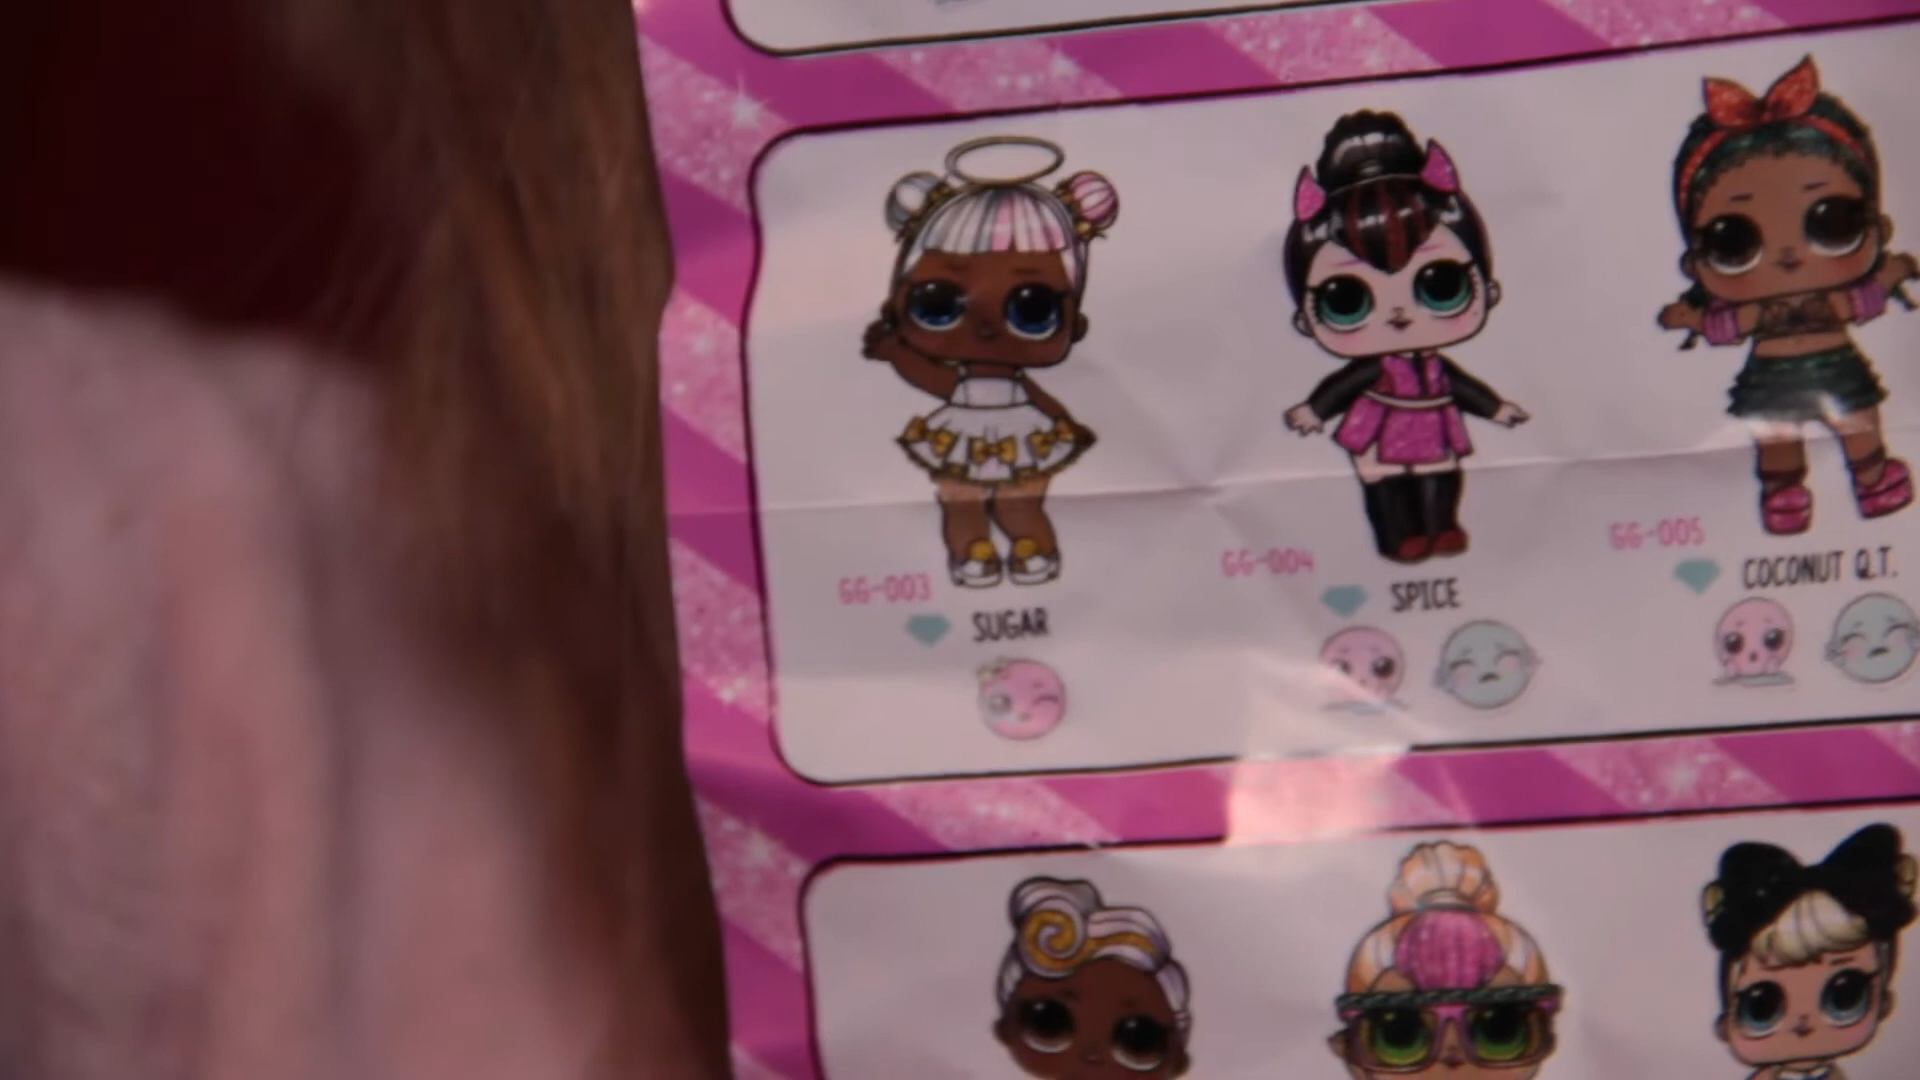 GG-003
SUGAR
GG-004
SPICE
GG-005
COCONUT Q.T.